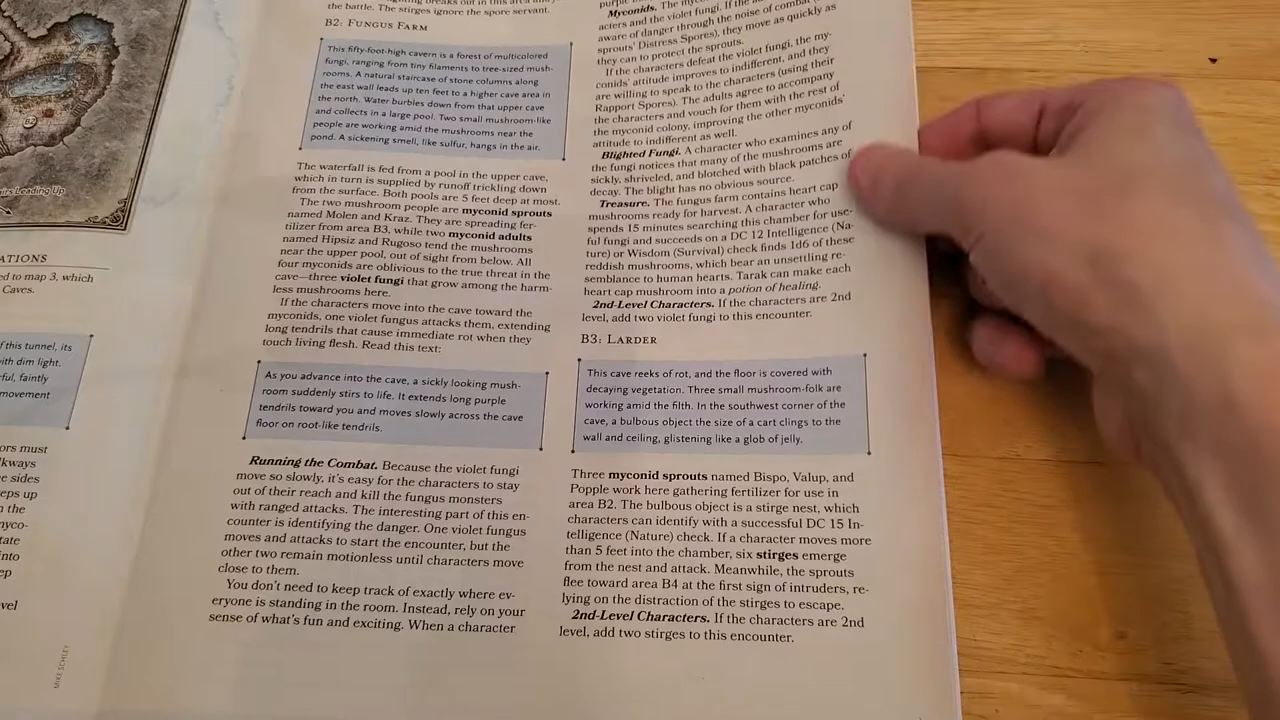 B2
irs Leading Up
ATIONS
ed to map 3, which
Caves.
f this tunnel, its
ith dim light.
ful, faintly
movement
ors must
lkways
e sides
eps up
n the
nyco-
tate
into
ep
vel
MIKE SCHLEY
the battle. The stirges ignore the spore servant.
B2: FUNGUS FARM
This fifty-foot-high cavern is a forest of multicolored
fungi, ranging from tiny filaments to tree-sized mush-
rooms. A natural staircase of stone columns along
the east wall leads up ten feet to a higher cave area in
the north. Water burbles down from that upper cave
and collects in a large pool. Two small mushroom-like
people are working amid the mushrooms near the
pond. A sickening smell, like sulfur, hangs in the air.
The waterfall is fed from a pool in the upper cave,
which in turn is supplied by runoff trickling down
from the surface. Both pools are 5 feet deep at most.
The two mushroom people are myconid sprouts
named Molen and Kraz. They are spreading fer-
tilizer from area B3, while two myconid adults
named Hipsiz and Rugoso tend the mushrooms
near the upper pool, out of sight from below. All
four myconids are oblivious to the true threat in the
cave—three violet fungi that grow among the harm-
less mushrooms here.
If the characters move into the cave toward the
myconids, one violet fungus attacks them, extending
long tendrils that cause immediate rot when they
touch living flesh. Read this text:
As you advance into the cave, a sickly looking mush-
room suddenly stirs to life. It extends long purple
tendrils toward you and moves slowly across the cave
floor on root-like tendrils.
Running the Combat. Because the violet fungi
move so slowly, it's easy for the characters to stay
out of their reach and kill the fungus monsters
with ranged attacks. The interesting part of this en-
counter is identifying the danger. One violet fungus
moves and attacks to start the encounter, but the
other two remain motionless until characters move
close to them.
You don't need to keep track of exactly where ev-
eryone is standing in the room. Instead, rely on your
sense of what's fun and exciting. When a character
Myconids. The
acters and the violet fungi. If the
aware of danger through the noise of combat
sprouts' Distress Spores), they move as quickly as
they can to protect the sprouts.
If the characters defeat the violet fungi, the my-
conids' attitude improves to indifferent, and they
are willing to speak to the characters (using their
Rapport Spores). The adults agree to accompany
the characters and vouch for them with the rest of
the myconid colony, improving the other myconids'
attitude to indifferent as well.
Blighted Fungi. A character who examines any of
the fungi notices that many of the mushrooms are
sickly, shriveled, and blotched with black patches of
decay. The blight has no obvious source.
Treasure. The fungus farm contains heart cap
mushrooms ready for harvest. A character who
spends 15 minutes searching this chamber for use-
ful fungi and succeeds on a DC 12 Intelligence (Na-
ture) or Wisdom (Survival) check finds 1d6 of these
reddish mushrooms, which bear an unsettling re-
semblance to human hearts. Tarak can make each
heart cap mushroom into a potion of healing.
2nd-Level Characters. If the characters are 2nd
level, add two violet fungi to this encounter.
B3: LARDER
This cave reeks of rot, and the floor is covered with
decaying vegetation. Three small mushroom-folk are
working amid the filth. In the southwest corner of the
cave, a bulbous object the size of a cart clings to the
wall and ceiling, glistening like a glob of jelly.
Three myconid sprouts named Bispo, Valup, and
Popple work here gathering fertilizer for use in
area B2. The bulbous object is a stirge nest, which
characters can identify with a successful DC 15 In-
telligence (Nature) check. If a character moves more
than 5 feet into the chamber, six stirges emerge
from the nest and attack. Meanwhile, the sprouts
flee toward area B4 at the first sign of intruders, re-
lying on the distraction of the stirges to escape.
2nd-Level Characters. If the characters are 2nd
level, add two stirges to this encounter.